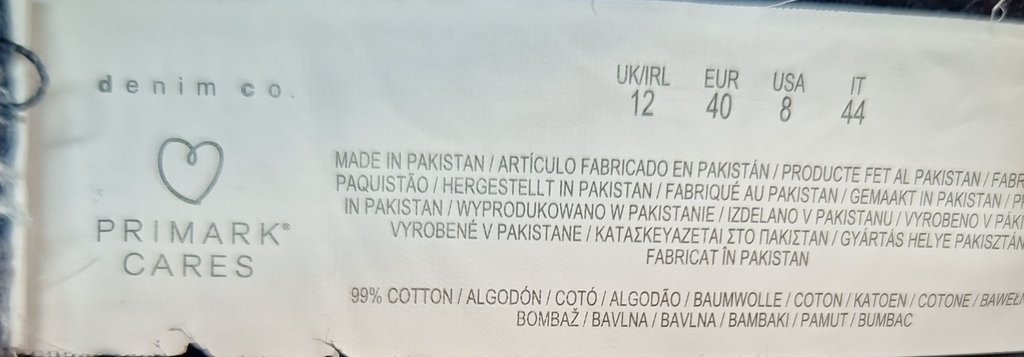 denim co.
PRIMARK®
CARES
UK/IRL EUR USA IT
12 40 8 44
MADE IN PAKISTAN / ARTÍCULO FABRICADO EN PAKISTÁN / PRODUCTE FET AL PAKISTAN /
PAQUISTÃO / HERGESTELLT IN PAKISTAN / FABRIQUÉ AU PAKISTAN / GEMAAKT IN PAKISTAN /
IN PAKISTAN / WYPRODUKOWANO W PAKISTANIE / IZDELANO V PAKISTANU / VYROBENO V
VYROBENÉ V PAKISTANE / ΚΑΤΑΣΚΕΥΑΖΕΤΑΙ ΣΤΟ ΠΑΚΙΣΤΑΝ / GYÁRTÁS HELYE
FABRICAT ÎN PAKISTAN
99% COTTON / ALGODÓN / COTÓ / ALGODÃO / BAUMWOLLE / COTON / KATOEN / COTONE /
BOMBAŽ / BAVLNA / BAVLNA / BAMBAKI / PAMUT / BUMBAC